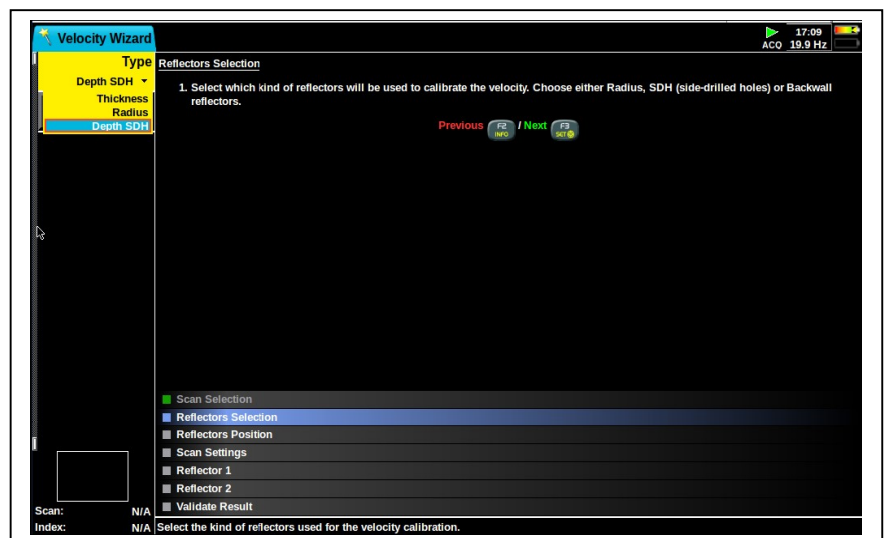 Velocity Wizard
17:09
ACQ 19.9 Hz
Type
Depth SDH
Thickness
Radius
Depth SDH
Reflectors Selection
1. Select which kind of reflectors will be used to calibrate the velocity. Choose either Radius, SDH (side-drilled holes) or Backwall
reflectors.
Previous F2 INFO / Next F3 SET
Scan Selection
Reflectors Selection
Reflectors Position
Scan Settings
Reflector 1
Reflector 2
Validate Result
Scan: N/A
Index: N/A
Select the kind of reflectors used for the velocity calibration.